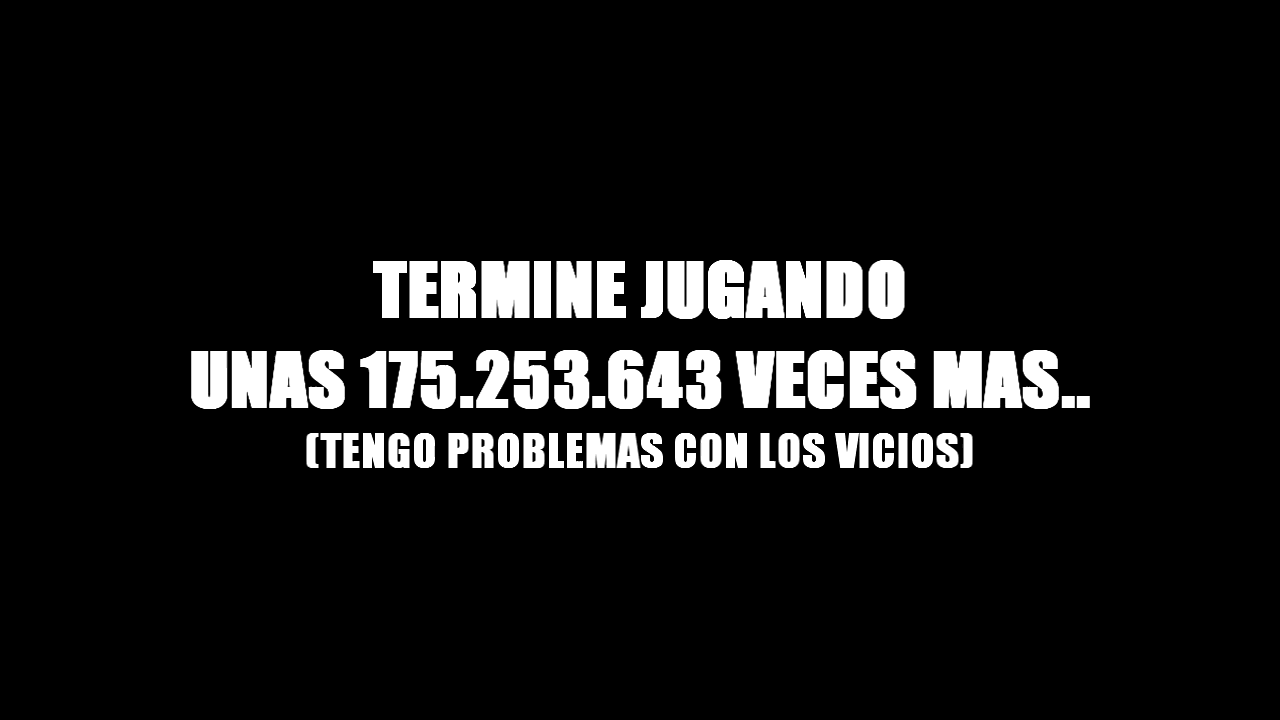 TERMINE JUGANDO
UNAS 175.253.643 VECES MAS..
(TENGO PROBLEMAS CON LOS VICIOS)